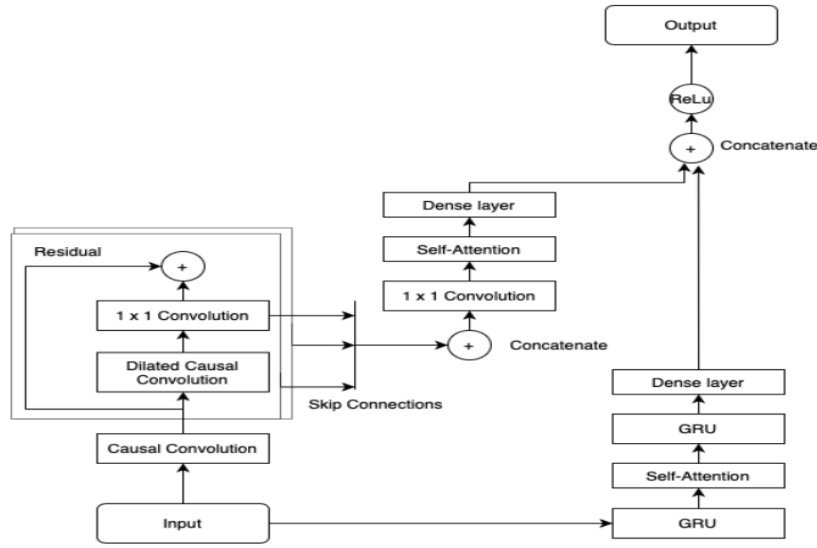 Output
ReLu
+
Concatenate
Dense layer
Self-Attention
1 x 1 Convolution
+
Concatenate
Residual
+
1 x 1 Convolution
Dilated Causal
Convolution
Skip Connections
Causal Convolution
Input
Dense layer
GRU
Self-Attention
GRU